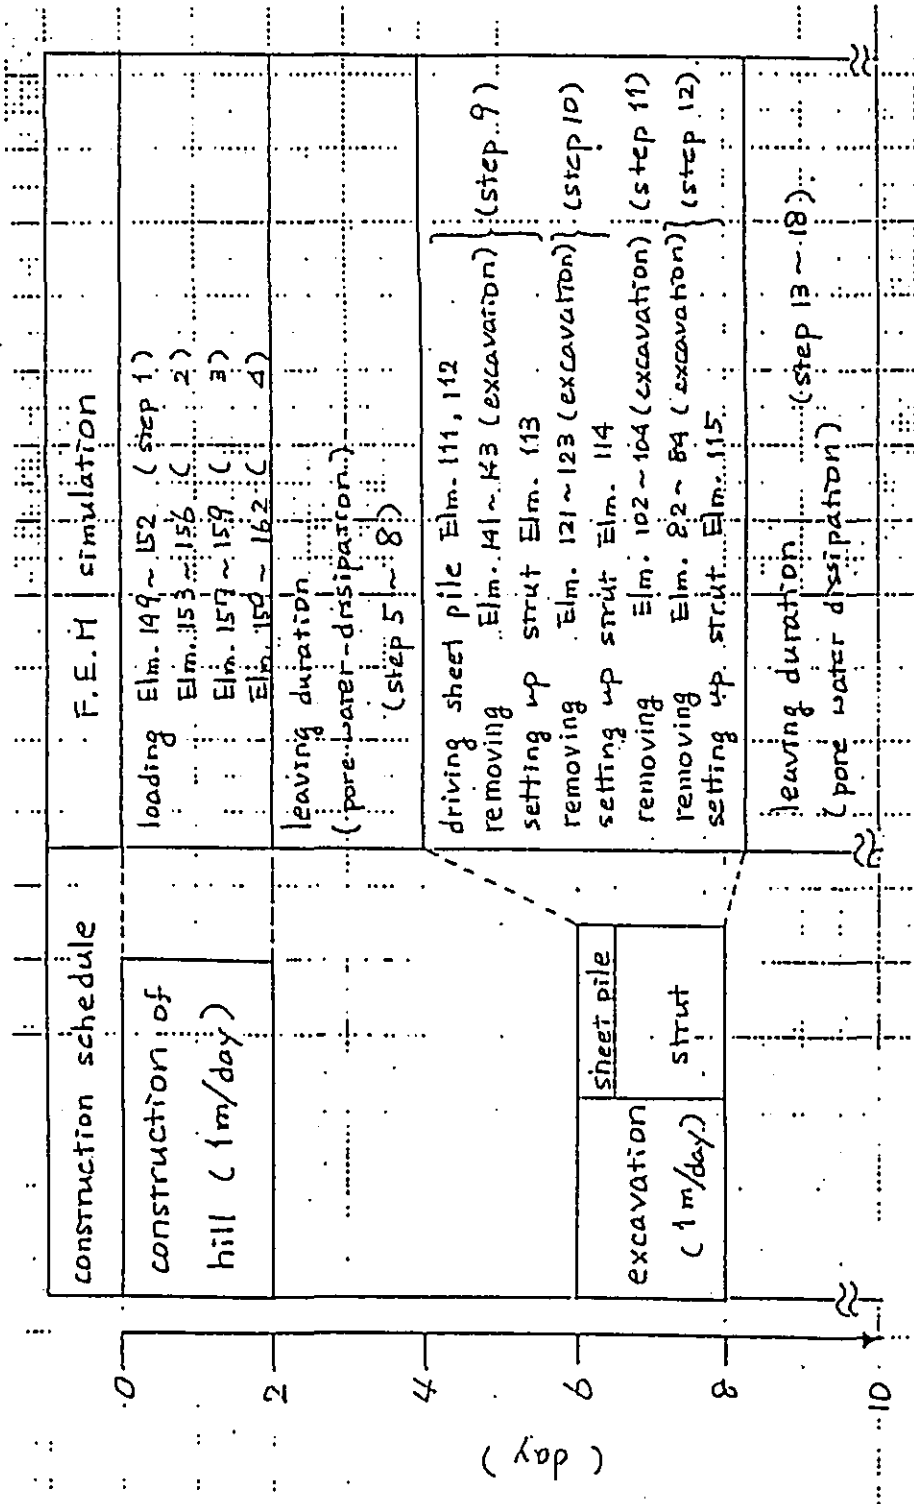 construction schedule
F.E.M simulation
0
2
4
6
8
10
(day)
construction of
hill (1m/day)
sheet pile
excavation
(1m/day)
strut
loading Elm. 149~152 (step 1)
Elm. 153~156 ( 2)
Elm. 157~159 ( 3)
Elm. 159~162 ( 4)
leaving duration
(pore water dissipation)
(step 5~8)
driving sheet pile Elm. 111, 112
removing Elm. 141~143 (excavation)
setting up strut Elm. 113
(step 9)
removing Elm. 121~123 (excavation)
setting up strut Elm. 114
(step 10)
removing Elm. 102~104 (excavation) (step 11)
removing Elm. 82~84 (excavation)
setting up strut Elm. 115
(step 12)
leaving duration (step 13~18).
(pore water dissipation)